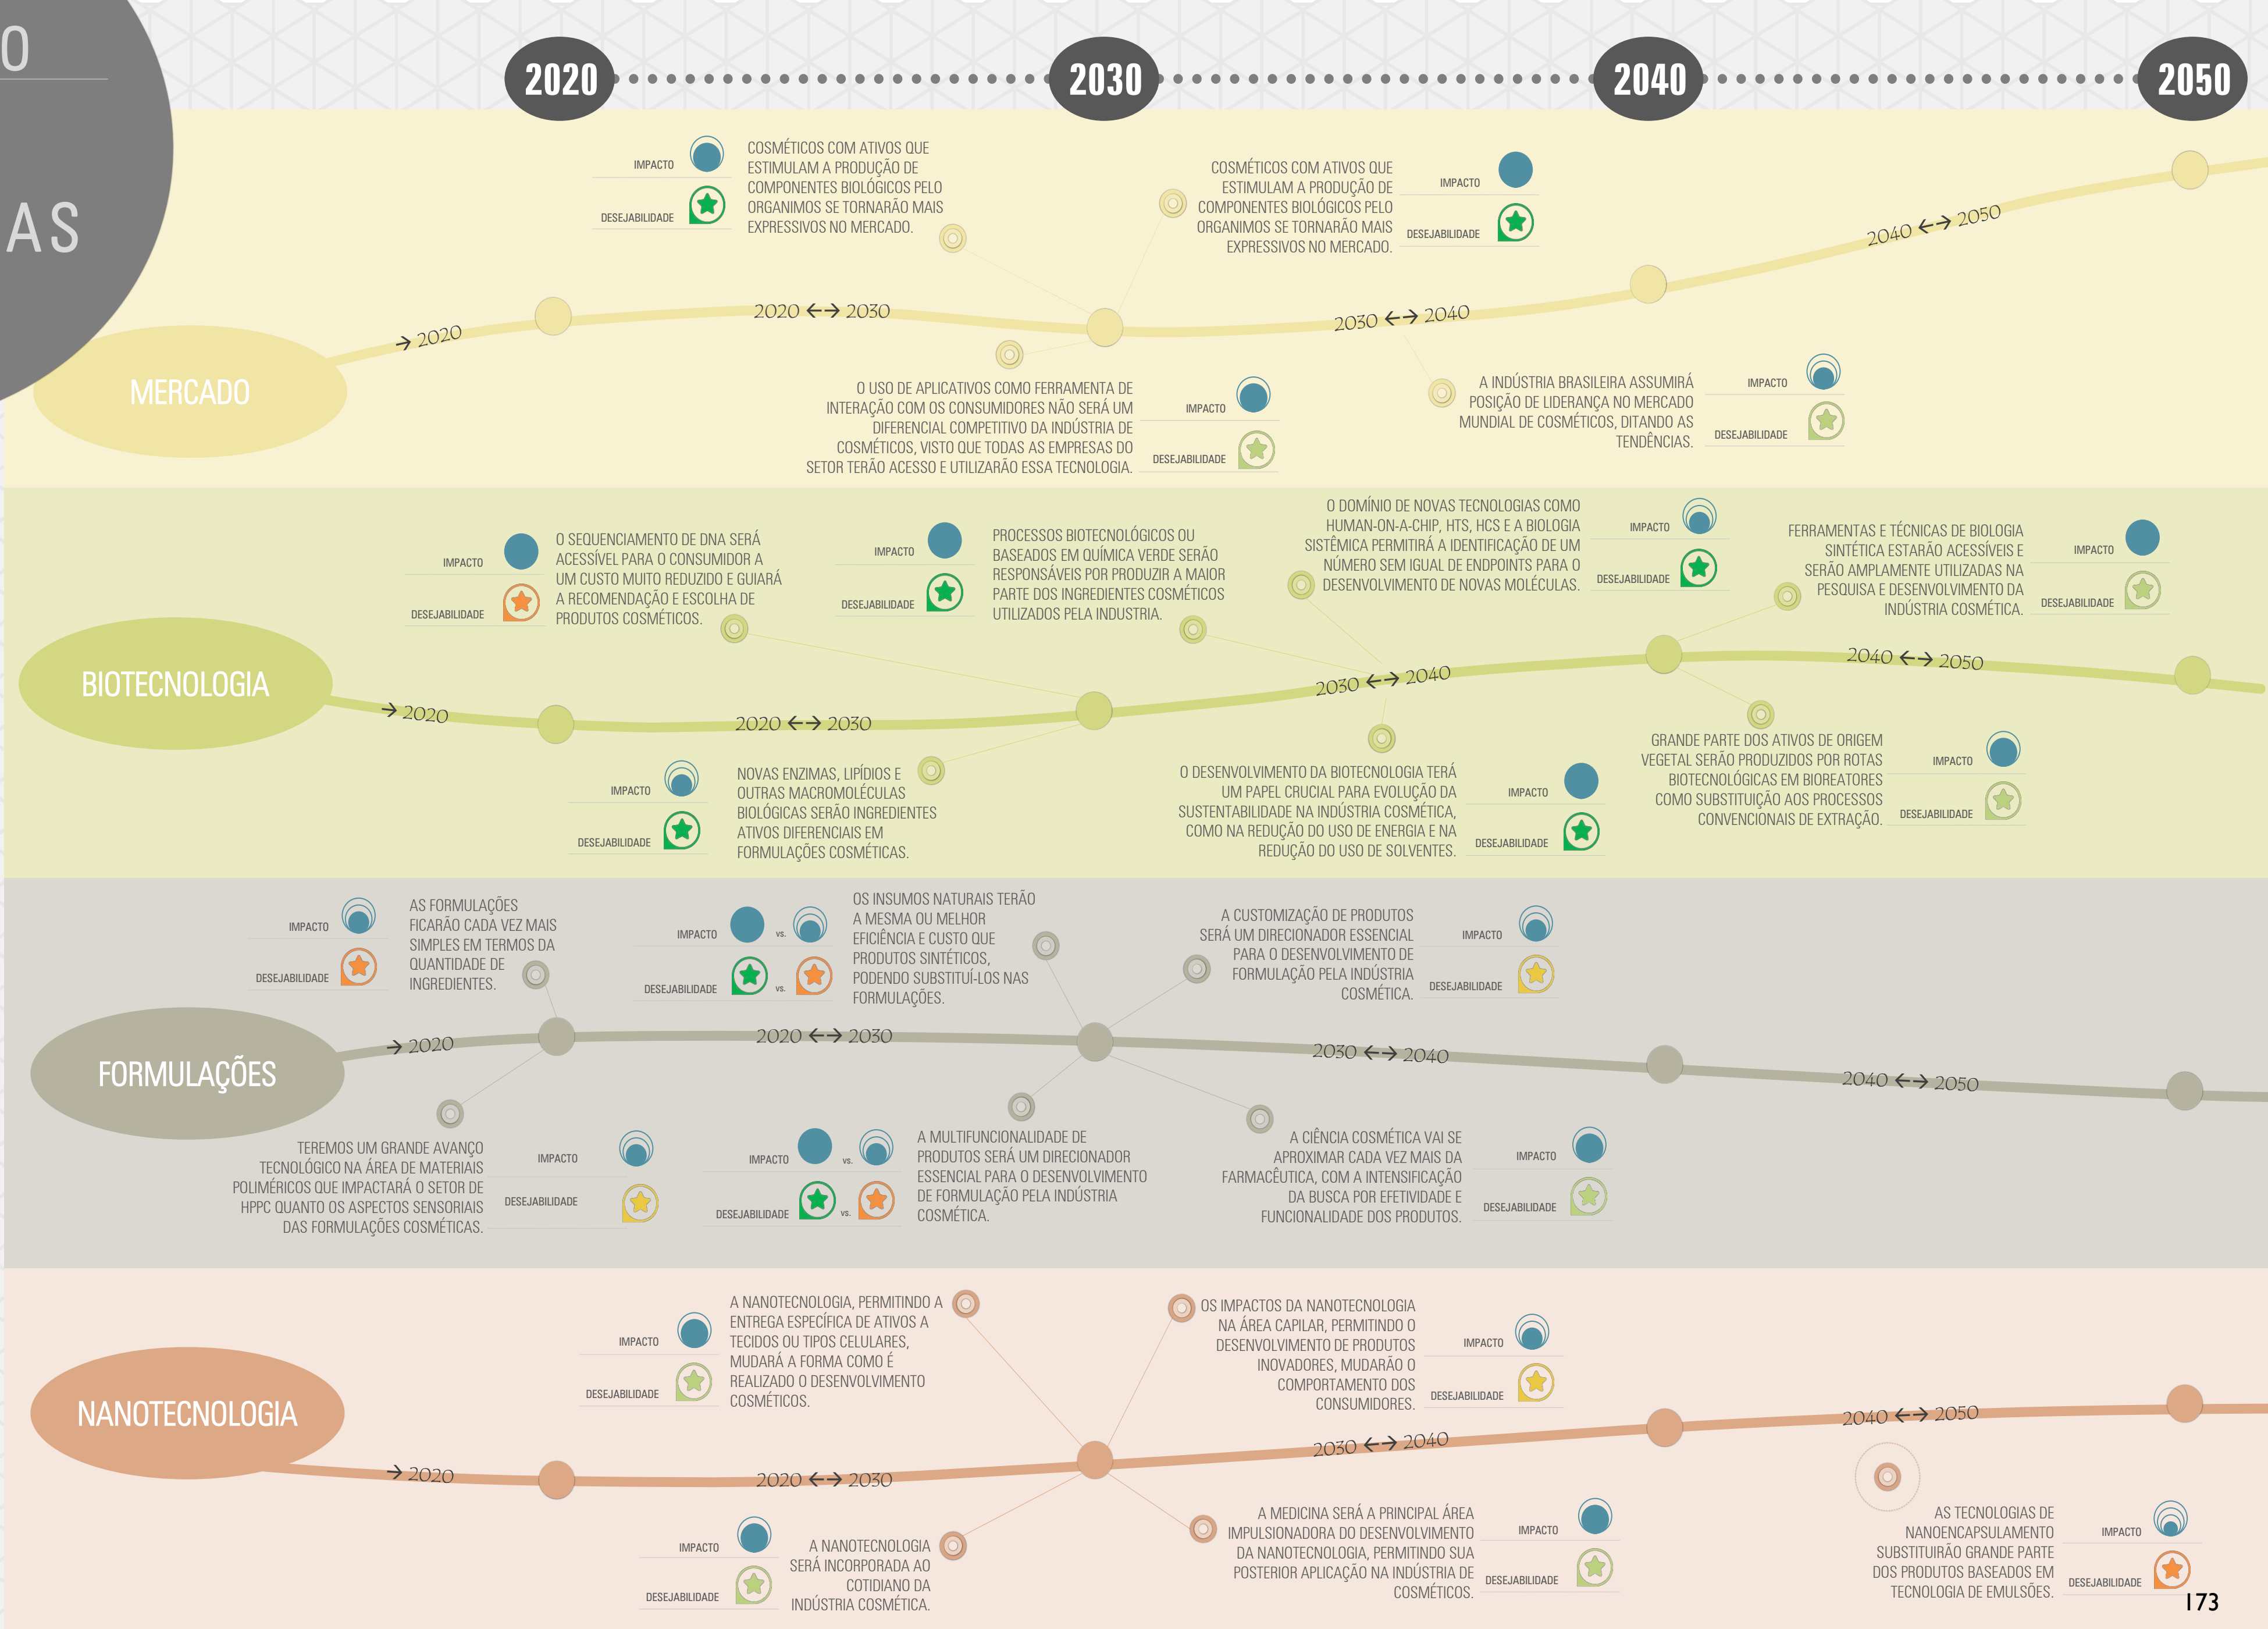 O
AS
2020
2030
2040
2050
MERCADO
→ 2020
2020 ←→ 2030
2030 ←→ 2040
2040 ←→ 2050
IMPACTO
DESEJABILIDADE
COSMÉTICOS COM ATIVOS QUE
ESTIMULAM A PRODUÇÃO DE
COMPONENTES BIOLÓGICOS PELO
ORGANIMOS SE TORNARÃO MAIS
EXPRESSIVOS NO MERCADO.
COSMÉTICOS COM ATIVOS QUE
ESTIMULAM A PRODUÇÃO DE
COMPONENTES BIOLÓGICOS PELO
ORGANIMOS SE TORNARÃO MAIS
EXPRESSIVOS NO MERCADO.
IMPACTO
DESEJABILIDADE
O USO DE APLICATIVOS COMO FERRAMENTA DE
INTERAÇÃO COM OS CONSUMIDORES NÃO SERÁ UM
DIFERENCIAL COMPETITIVO DA INDÚSTRIA DE
COSMÉTICOS, VISTO QUE TODAS AS EMPRESAS DO
SETOR TERÃO ACESSO E UTILIZARÃO ESSA TECNOLOGIA.
IMPACTO
DESEJABILIDADE
A INDÚSTRIA BRASILEIRA ASSUMIRÁ
POSIÇÃO DE LIDERANÇA NO MERCADO
MUNDIAL DE COSMÉTICOS, DITANDO AS
TENDÊNCIAS.
IMPACTO
DESEJABILIDADE
BIOTECNOLOGIA
→ 2020
2020 ←→ 2030
2030 ←→ 2040
2040 ←→ 2050
IMPACTO
DESEJABILIDADE
O SEQUENCIAMENTO DE DNA SERÁ
ACESSÍVEL PARA O CONSUMIDOR A
UM CUSTO MUITO REDUZIDO E GUIARÁ
A RECOMENDAÇÃO E ESCOLHA DE
PRODUTOS COSMÉTICOS.
IMPACTO
DESEJABILIDADE
PROCESSOS BIOTECNOLÓGICOS OU
BASEADOS EM QUÍMICA VERDE SERÃO
RESPONSÁVEIS POR PRODUZIR A MAIOR
PARTE DOS INGREDIENTES COSMÉTICOS
UTILIZADOS PELA INDUSTRIA.
O DOMÍNIO DE NOVAS TECNOLOGIAS COMO
HUMAN-ON-A-CHIP, HTS, HCS E A BIOLOGIA
SISTÊMICA PERMITIRÁ A IDENTIFICAÇÃO DE UM
NÚMERO SEM IGUAL DE ENDPOINTS PARA O
DESENVOLVIMENTO DE NOVAS MOLÉCULAS.
IMPACTO
DESEJABILIDADE
FERRAMENTAS E TÉCNICAS DE BIOLOGIA
SINTÉTICA ESTARÃO ACESSÍVEIS E
SERÃO AMPLAMENTE UTILIZADAS NA
PESQUISA E DESENVOLVIMENTO DA
INDÚSTRIA COSMÉTICA.
IMPACTO
DESEJABILIDADE
IMPACTO
DESEJABILIDADE
NOVAS ENZIMAS, LIPÍDIOS E
OUTRAS MACROMOLÉCULAS
BIOLÓGICAS SERÃO INGREDIENTES
ATIVOS DIFERENCIAIS EM
FORMULAÇÕES COSMÉTICAS.
O DESENVOLVIMENTO DA BIOTECNOLOGIA TERÁ
UM PAPEL CRUCIAL PARA EVOLUÇÃO DA
SUSTENTABILIDADE NA INDÚSTRIA COSMÉTICA,
COMO NA REDUÇÃO DO USO DE ENERGIA E NA
REDUÇÃO DO USO DE SOLVENTES.
IMPACTO
DESEJABILIDADE
GRANDE PARTE DOS ATIVOS DE ORIGEM
VEGETAL SERÃO PRODUZIDOS POR ROTAS
BIOTECNOLÓGICAS EM BIOREATORES
COMO SUBSTITUIÇÃO AOS PROCESSOS
CONVENCIONAIS DE EXTRAÇÃO.
IMPACTO
DESEJABILIDADE
FORMULAÇÕES
→ 2020
2020 ←→ 2030
2030 ←→ 2040
2040 ←→ 2050
IMPACTO
DESEJABILIDADE
AS FORMULAÇÕES
FICARÃO CADA VEZ MAIS
SIMPLES EM TERMOS DA
QUANTIDADE DE
INGREDIENTES.
IMPACTO vs.
DESEJABILIDADE vs.
OS INSUMOS NATURAIS TERÃO
A MESMA OU MELHOR
EFICIÊNCIA E CUSTO QUE
PRODUTOS SINTÉTICOS,
PODENDO SUBSTITUÍ-LOS NAS
FORMULAÇÕES.
A CUSTOMIZAÇÃO DE PRODUTOS
SERÁ UM DIRECIONADOR ESSENCIAL
PARA O DESENVOLVIMENTO DE
FORMULAÇÃO PELA INDÚSTRIA
COSMÉTICA.
IMPACTO
DESEJABILIDADE
TEREMOS UM GRANDE AVANÇO
TECNOLÓGICO NA ÁREA DE MATERIAIS
POLIMÉRICOS QUE IMPACTARÁ O SETOR DE
HPPC QUANTO OS ASPECTOS SENSORIAIS
DAS FORMULAÇÕES COSMÉTICAS.
IMPACTO
DESEJABILIDADE
IMPACTO vs.
DESEJABILIDADE vs.
A MULTIFUNCIONALIDADE DE
PRODUTOS SERÁ UM DIRECIONADOR
ESSENCIAL PARA O DESENVOLVIMENTO
DE FORMULAÇÃO PELA INDÚSTRIA
COSMÉTICA.
A CIÊNCIA COSMÉTICA VAI SE
APROXIMAR CADA VEZ MAIS DA
FARMACÊUTICA, COM A INTENSIFICAÇÃO
DA BUSCA POR EFETIVIDADE E
FUNCIONALIDADE DOS PRODUTOS.
IMPACTO
DESEJABILIDADE
NANOTECNOLOGIA
→ 2020
2020 ←→ 2030
2030 ←→ 2040
2040 ←→ 2050
IMPACTO
DESEJABILIDADE
A NANOTECNOLOGIA, PERMITINDO A
ENTREGA ESPECÍFICA DE ATIVOS A
TECIDOS OU TIPOS CELULARES,
MUDARÁ A FORMA COMO É
REALIZADO O DESENVOLVIMENTO
COSMÉTICOS.
OS IMPACTOS DA NANOTECNOLOGIA
NA ÁREA CAPILAR, PERMITINDO O
DESENVOLVIMENTO DE PRODUTOS
INOVADORES, MUDARÃO O
COMPORTAMENTO DOS
CONSUMIDORES.
IMPACTO
DESEJABILIDADE
IMPACTO
DESEJABILIDADE
A NANOTECNOLOGIA
SERÁ INCORPORADA AO
COTIDIANO DA
INDÚSTRIA COSMÉTICA.
A MEDICINA SERÁ A PRINCIPAL ÁREA
IMPULSIONADORA DO DESENVOLVIMENTO
DA NANOTECNOLOGIA, PERMITINDO SUA
POSTERIOR APLICAÇÃO NA INDÚSTRIA DE
COSMÉTICOS.
IMPACTO
DESEJABILIDADE
AS TECNOLOGIAS DE
NANOENCAPSULAMENTO
SUBSTITUIRÃO GRANDE PARTE
DOS PRODUTOS BASEADOS EM
TECNOLOGIA DE EMULSÕES.
IMPACTO
DESEJABILIDADE
173